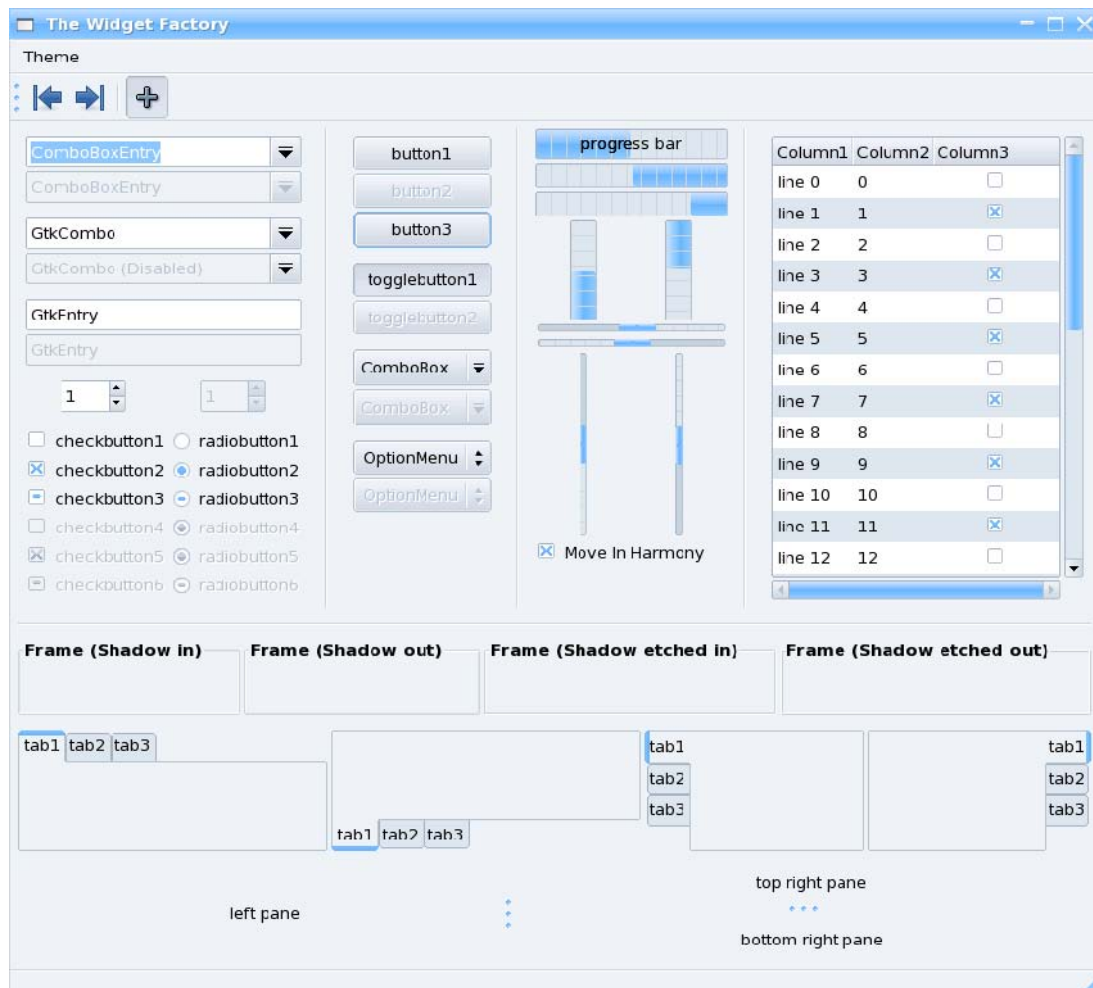 The Widget Factory
Theme
ComboBoxEntry
ComboBoxEntry
GtkCombo
GtkCombo (Disabled)
GtkEntry
GtkEntry
1 1
checkbutton1 radiobutton1
checkbutton2 radiobutton2
checkbutton3 radiobutton3
checkbutton4 radiobutton4
checkbutton5 radiobutton5
checkbutton6 radiobutton6
button1
button2
button3
togglebutton1
togglebutton2
ComboBox
ComboBox
OptionMenu
OptionMenu
progress bar
Move In Harmony
Column1 Column2 Column3
line 0 0
line 1 1
line 2 2
line 3 3
line 4 4
line 5 5
line 6 6
line 7 7
line 8 8
line 9 9
line 10 10
line 11 11
line 12 12
Frame (Shadow in) Frame (Shadow out) Frame (Shadow etched in) Frame (Shadow etched out)
tab1 tab2 tab3
tab1 tab2 tab3
tab1
tab2
tab3
tab1
tab2
tab3
left pane
top right pane
bottom right pane